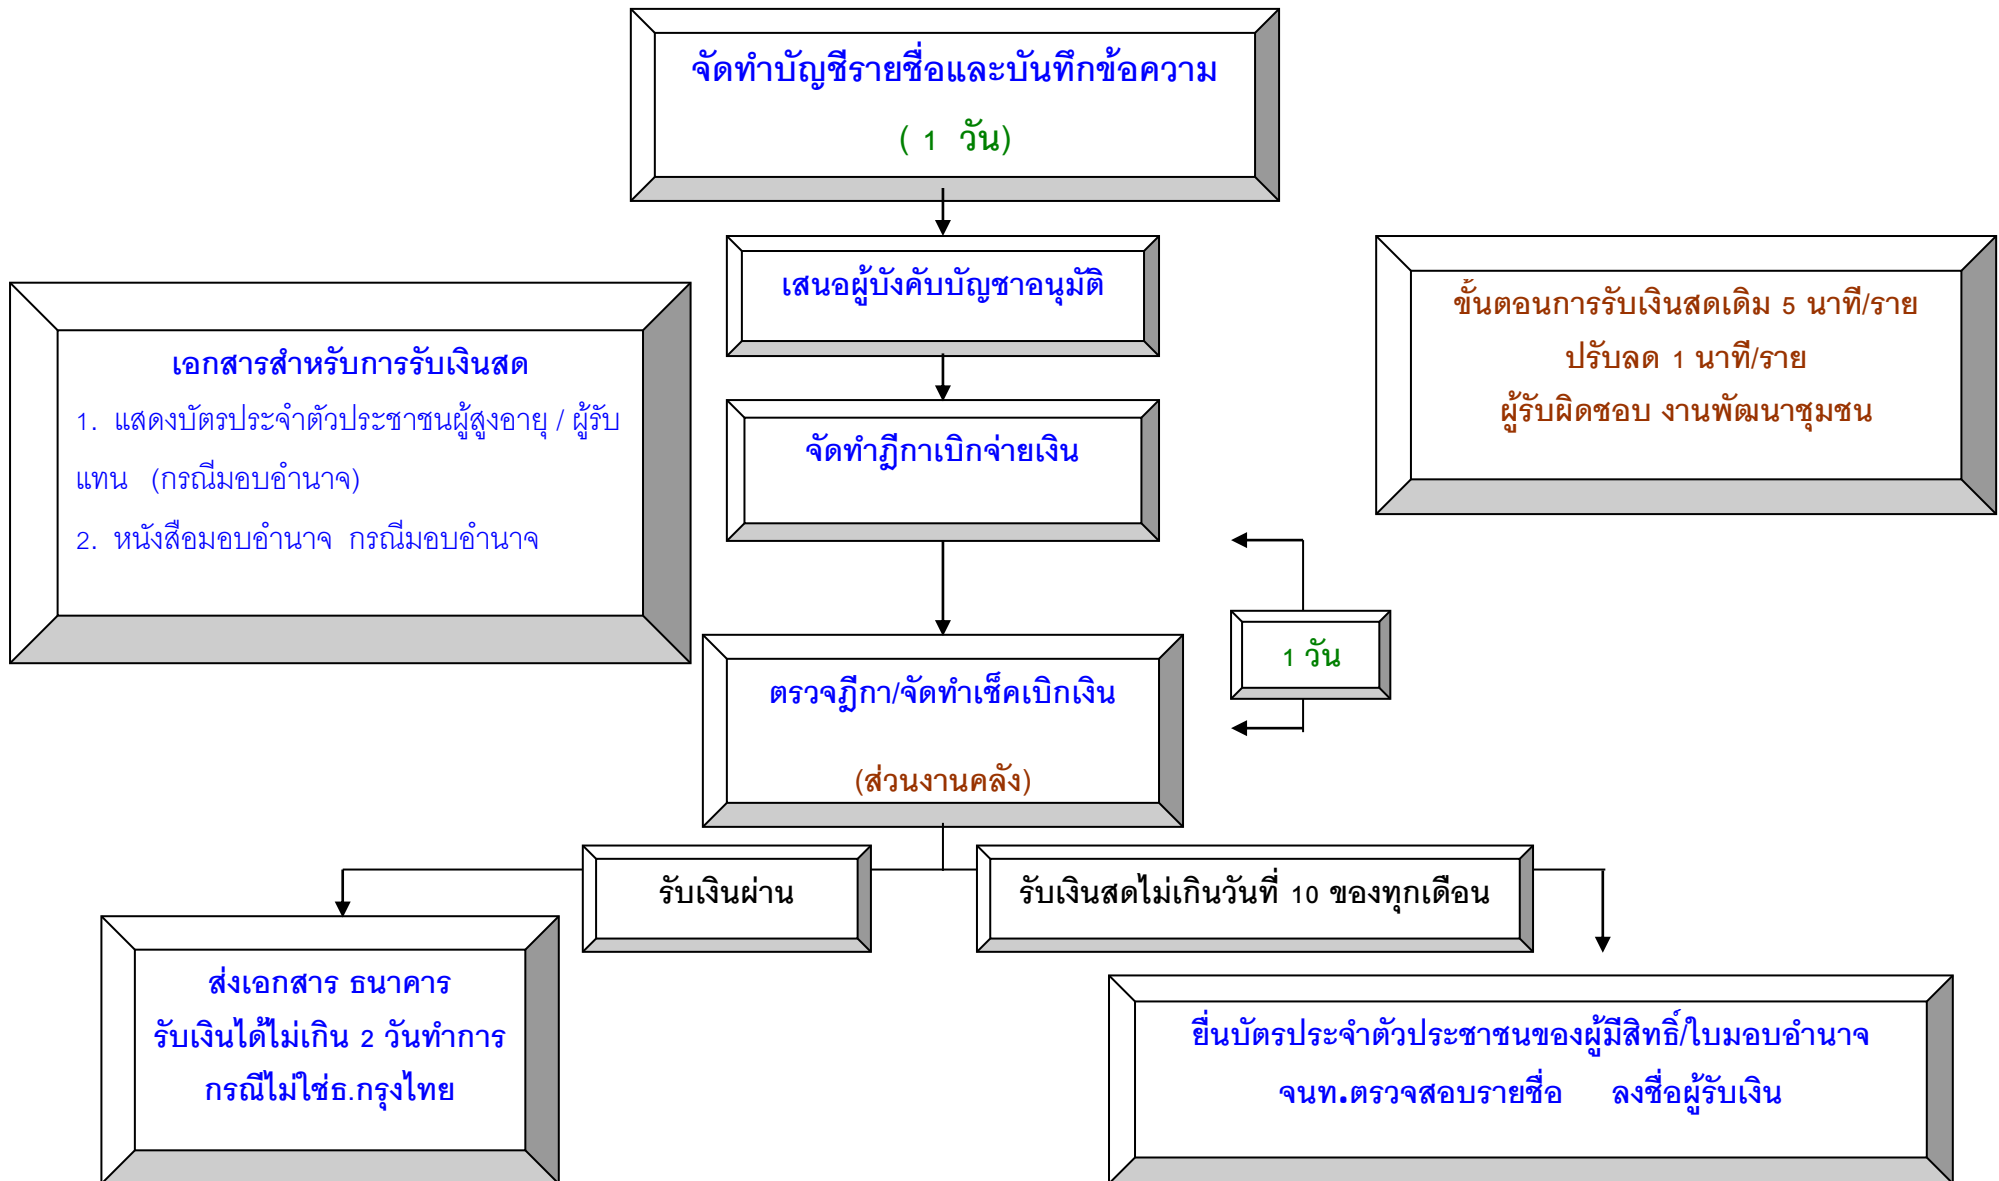 จัดทำบัญชีรายชื่อและบันทึกข้อความ
( 1 วัน)
เสนอผู้บังคับบัญชาอนุมัติ
ขั้นตอนการรับเงินสดเดิม 5 นาที/ราย
ปรับลด 1 นาที/ราย
ผู้รับผิดชอบ งานพัฒนาชุมชน
เอกสารสำหรับการรับเงินสด
1. แสดงบัตรประจำตัวประชาชนผู้สูงอายุ / ผู้รับ
แทน (กรณีมอบอำนาจ)
2. หนังสือมอบอำนาจ กรณีมอบอำนาจ
จัดทำฎีกาเบิกจ่ายเงิน
1 วัน
ตรวจฎีกา/จัดทำเช็คเบิกเงิน
(ส่วนงานคลัง)
รับเงินผ่าน
รับเงินสดไม่เกินวันที่ 10 ของทุกเดือน
ส่งเอกสาร ธนาคาร
รับเงินได้ไม่เกิน 2 วันทำการ
กรณีไม่ใช่ธ.กรุงไทย
ยื่นบัตรประจำตัวประชาชนของผู้มีสิทธิ์/ใบมอบอำนาจ
จนท.ตรวจสอบรายชื่อ ลงชื่อผู้รับเงิน